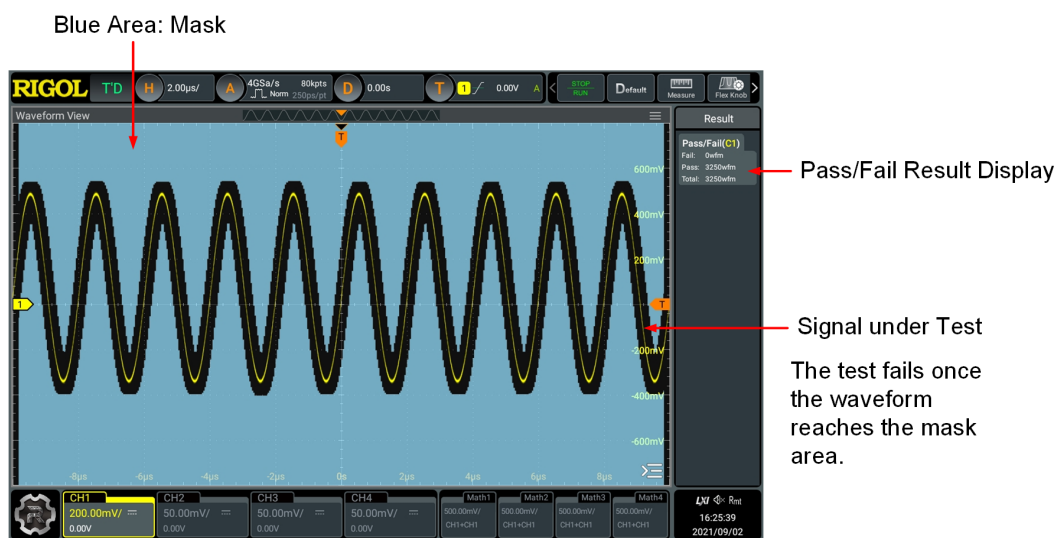 Blue Area: Mask
RIGOL T'D H 2.00μs/ A 4GSa/s 80kpts Norm 250ps/pt D 0.00s T 1 0.00V A < STOP RUN Default Measure Flex Knob >
Waveform View
T
Result
Pass/Fail(C1)
Fail: 0wfm
Pass: 3250wfm
Total: 3250wfm
Pass/Fail Result Display
600mV
400mV
200mV
1
T
Signal under Test
-200mV
The test fails once
the waveform
reaches the mask
area.
-400mV
-600mV
-8μs -6μs -4μs -2μs 0s 2μs 4μs 6μs 8μs
CH1 CH2 CH3 CH4 Math1 Math2 Math3 Math4
200.00mV/ 50.00mV/ 50.00mV/ 50.00mV/ 500.00mV/ 500.00mV/ 500.00mV/ 500.00mV/
0.00V 0.00V 0.00V 0.00V CH1+CH1 CH1+CH1 CH1+CH1 CH1+CH1
LXI Rmt
16:25:39
2021/09/02